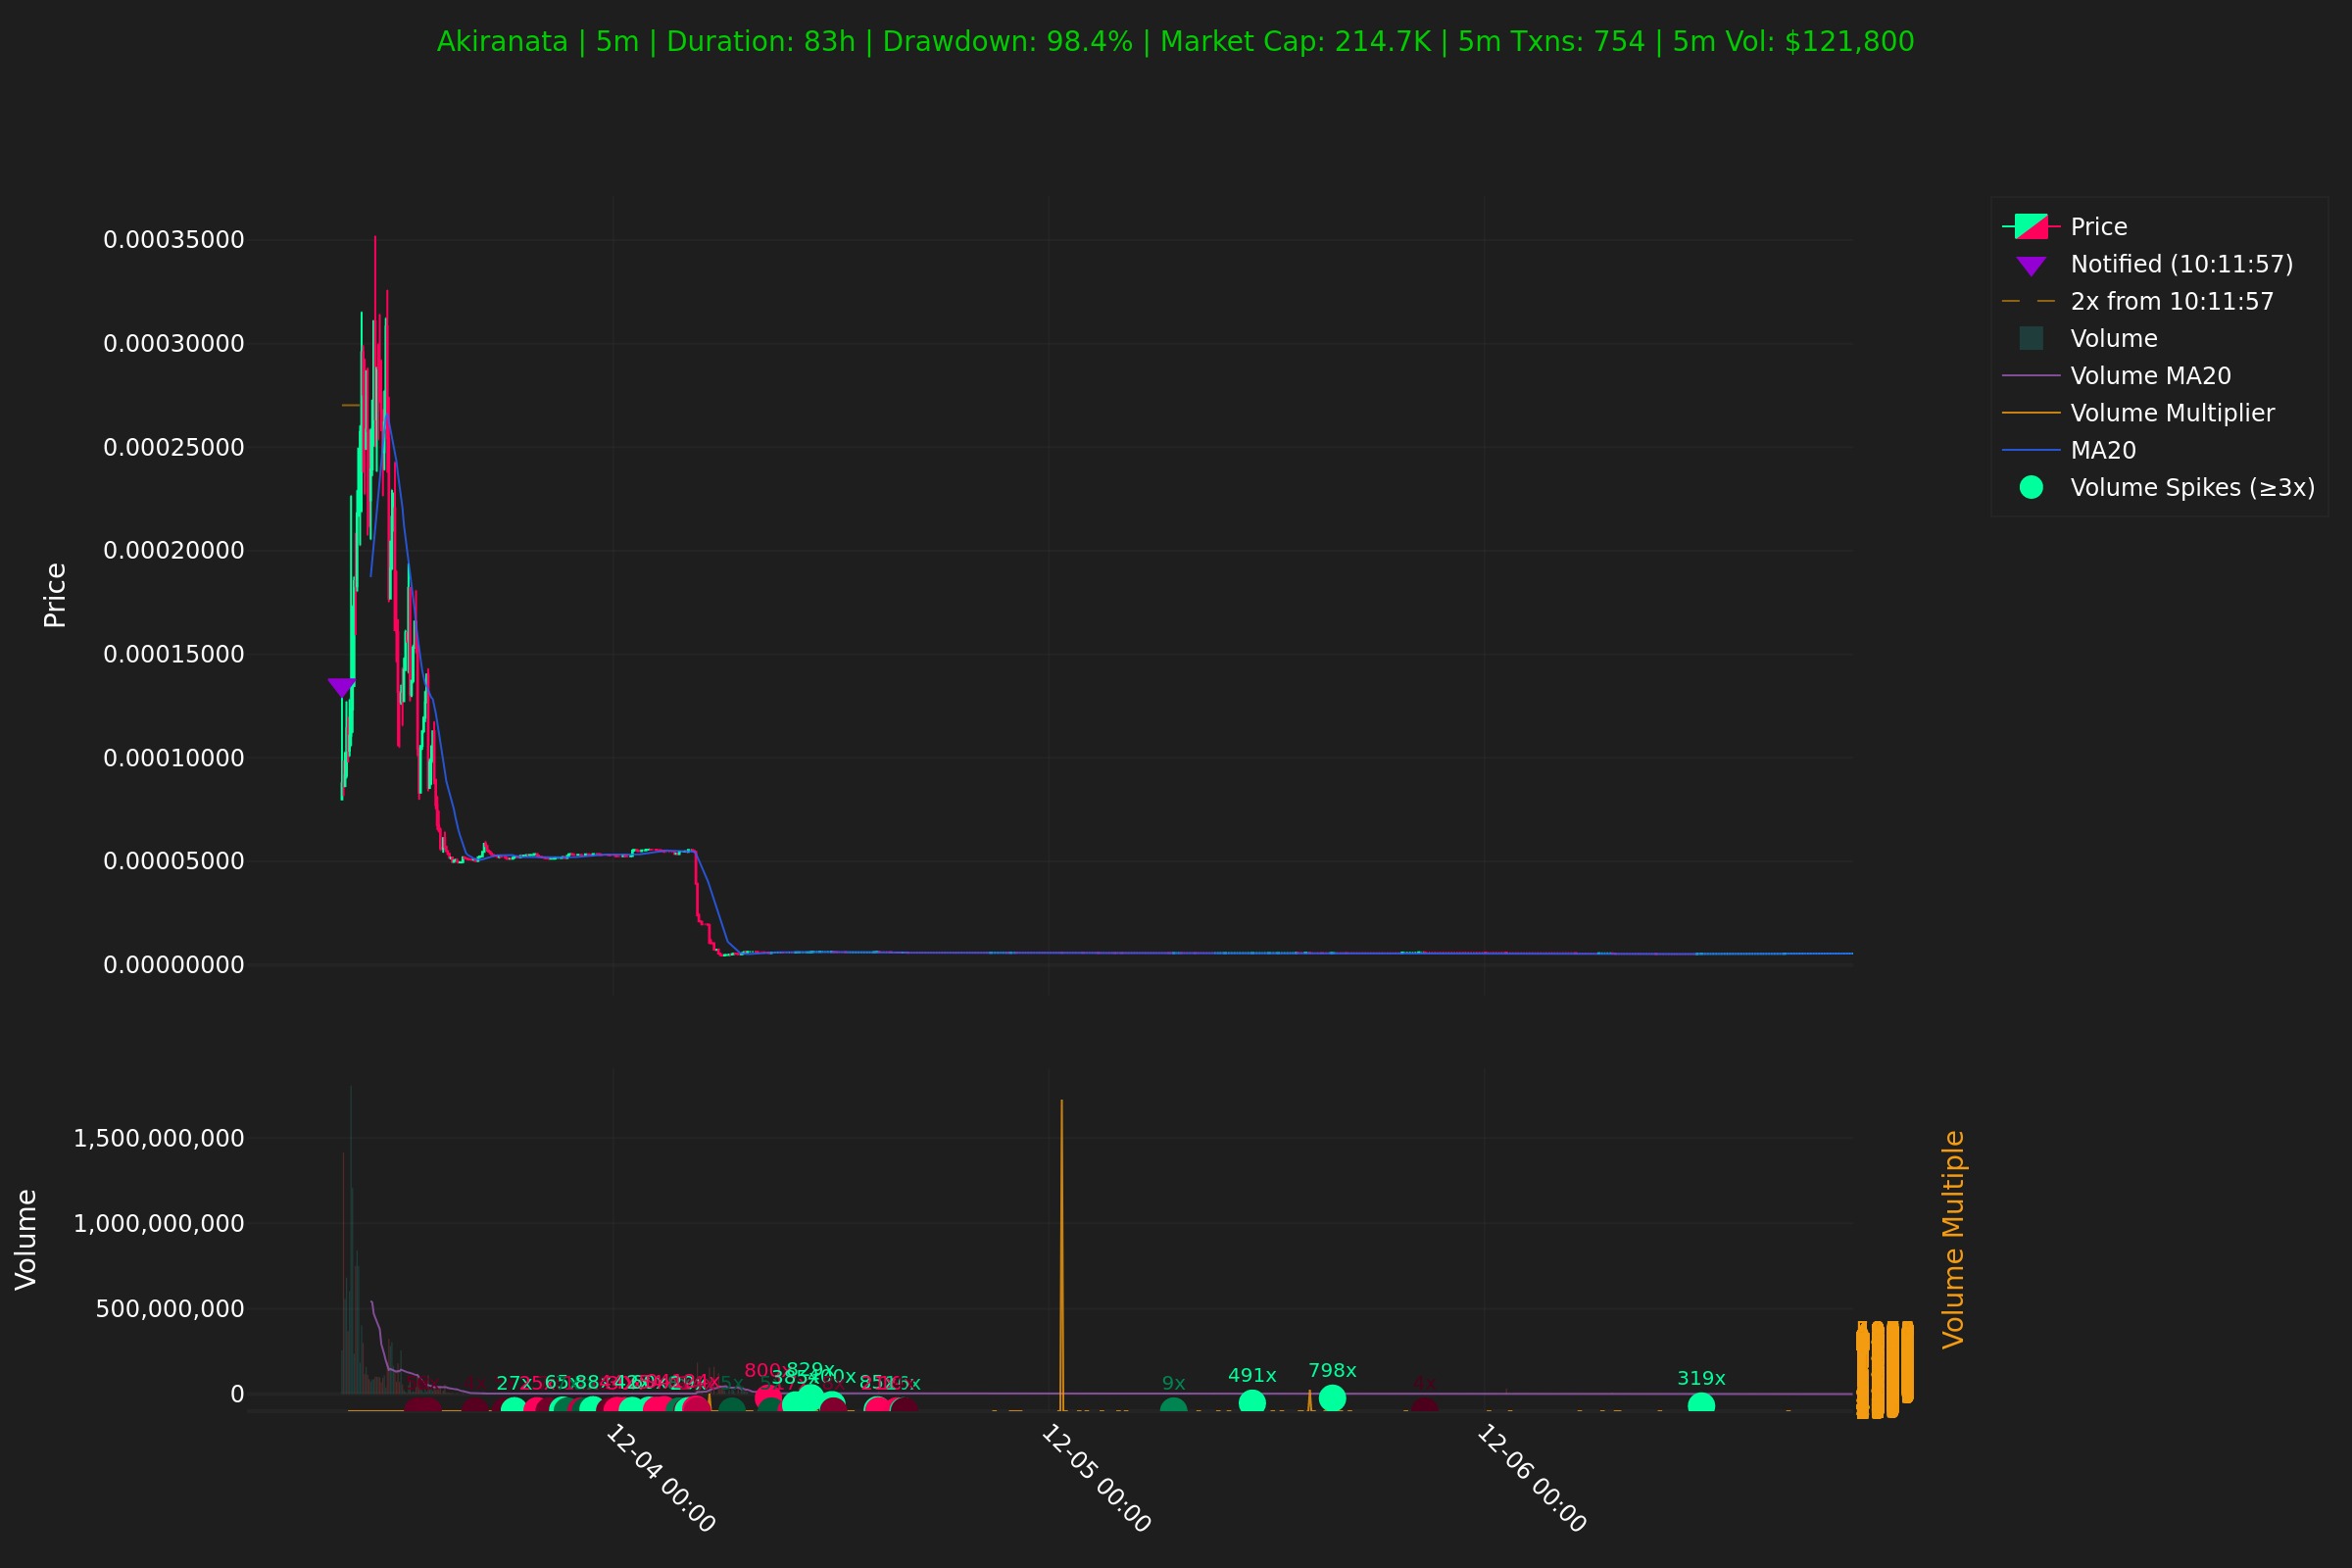 Akiranata | 5m | Duration: 83h | Drawdown: 98.4% | Market Cap: 214.7K | 5m Txns: 754 | 5m Vol: $121,800
Price
0.00035000
0.00030000
0.00025000
0.00020000
0.00015000
0.00010000
0.00005000
0.00000000
Price
Notified (10:11:57)
2x from 10:11:57
Volume
Volume MA20
Volume Multiplier
MA20
Volume Spikes (≥3x)
Volume
1,500,000,000
1,000,000,000
500,000,000
0
Volume Multiple
27x
800x
829x
385x
9x
491x
798x
4x
319x
12-04 00:00
12-05 00:00
12-06 00:00